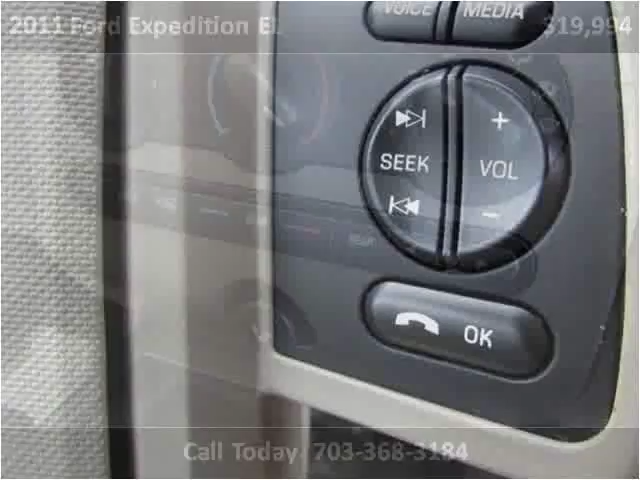 2011 Ford Expedition EL $19,994
VOICE MEDIA
SEEK
+
VOL
-
OK
Call Today 703-368-3184